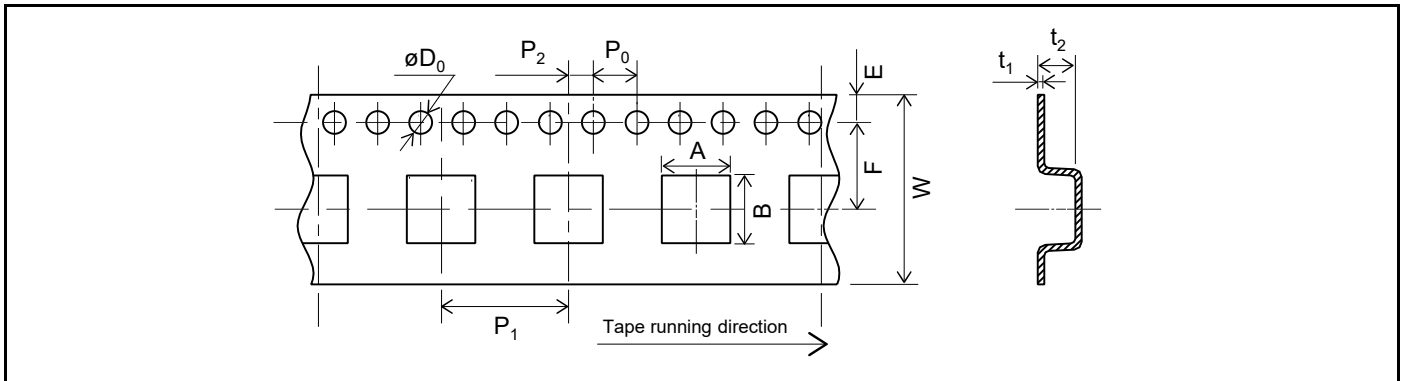 øD₀
P₂
P₀
E
t₁
t₂
A
B
F
W
P₁
Tape running direction